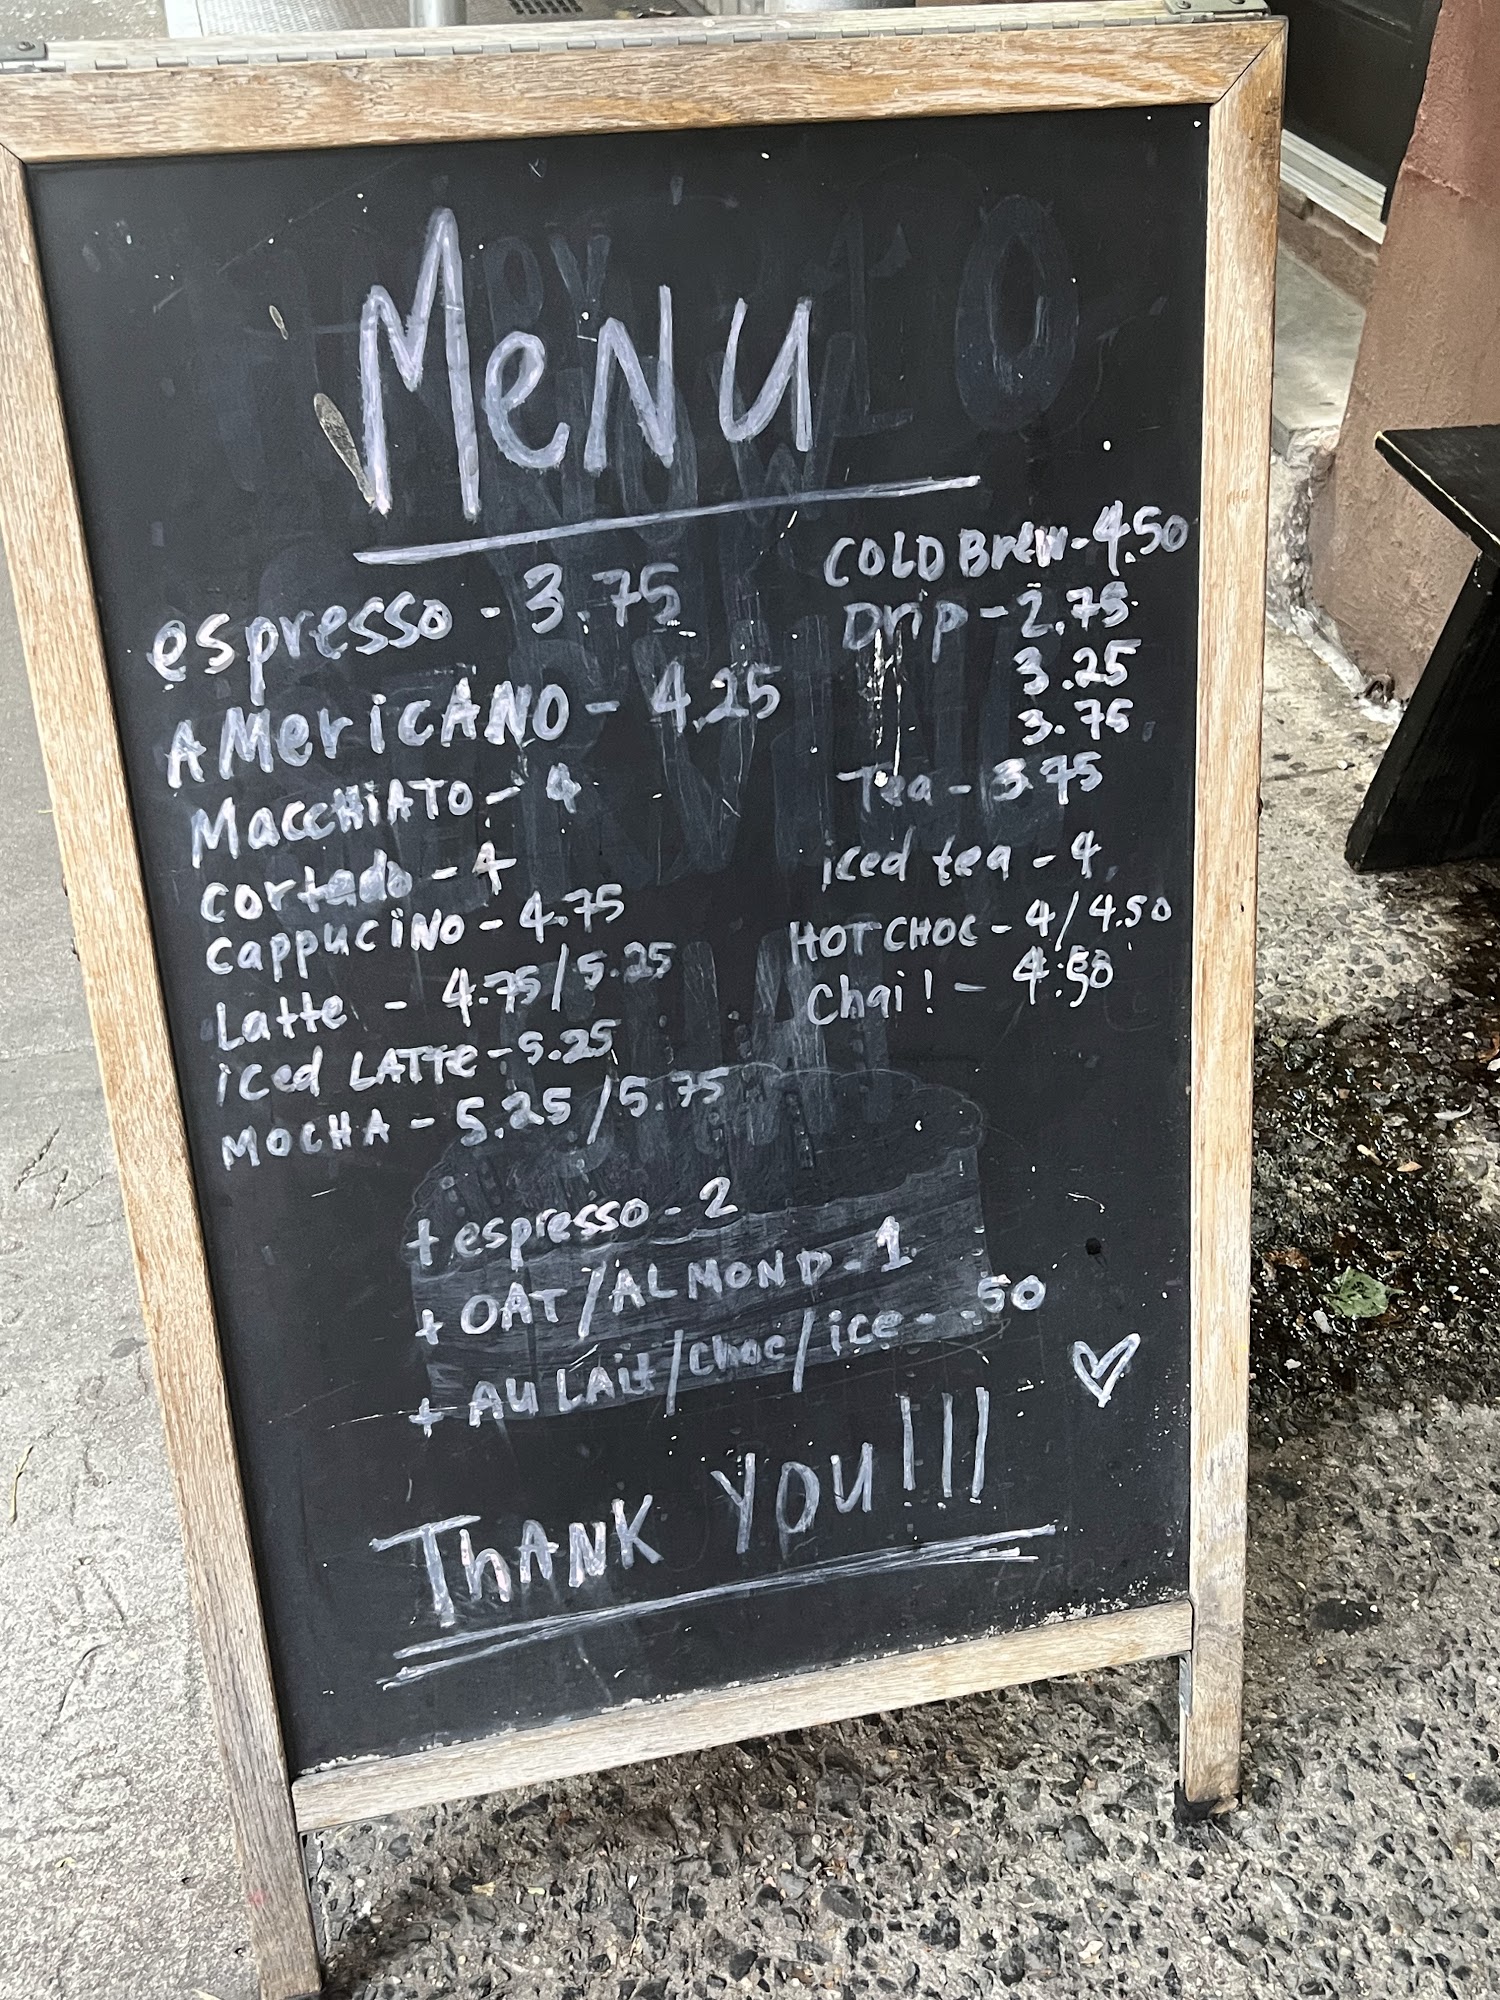 MeNU
espresso - 3.75
AMericANO - 4.25
MaccHiATO - 4
cortado - 4
cappuciNO - 4.75
Latte - 4.75/5.25
iced LATTe - 5.25
MOCHA - 5.25/5.75
COLD Brew - 4.50
Drip - 2.75
3.25
3.75
Tea - 3.75
iced tea - 4
HOT CHOC - 4/4.50
Chai! - 4.50
+ espresso - 2
+ OAT/ALMOND - 1
+ AU LAit/choc/ice - .50
THANK YOU!!!